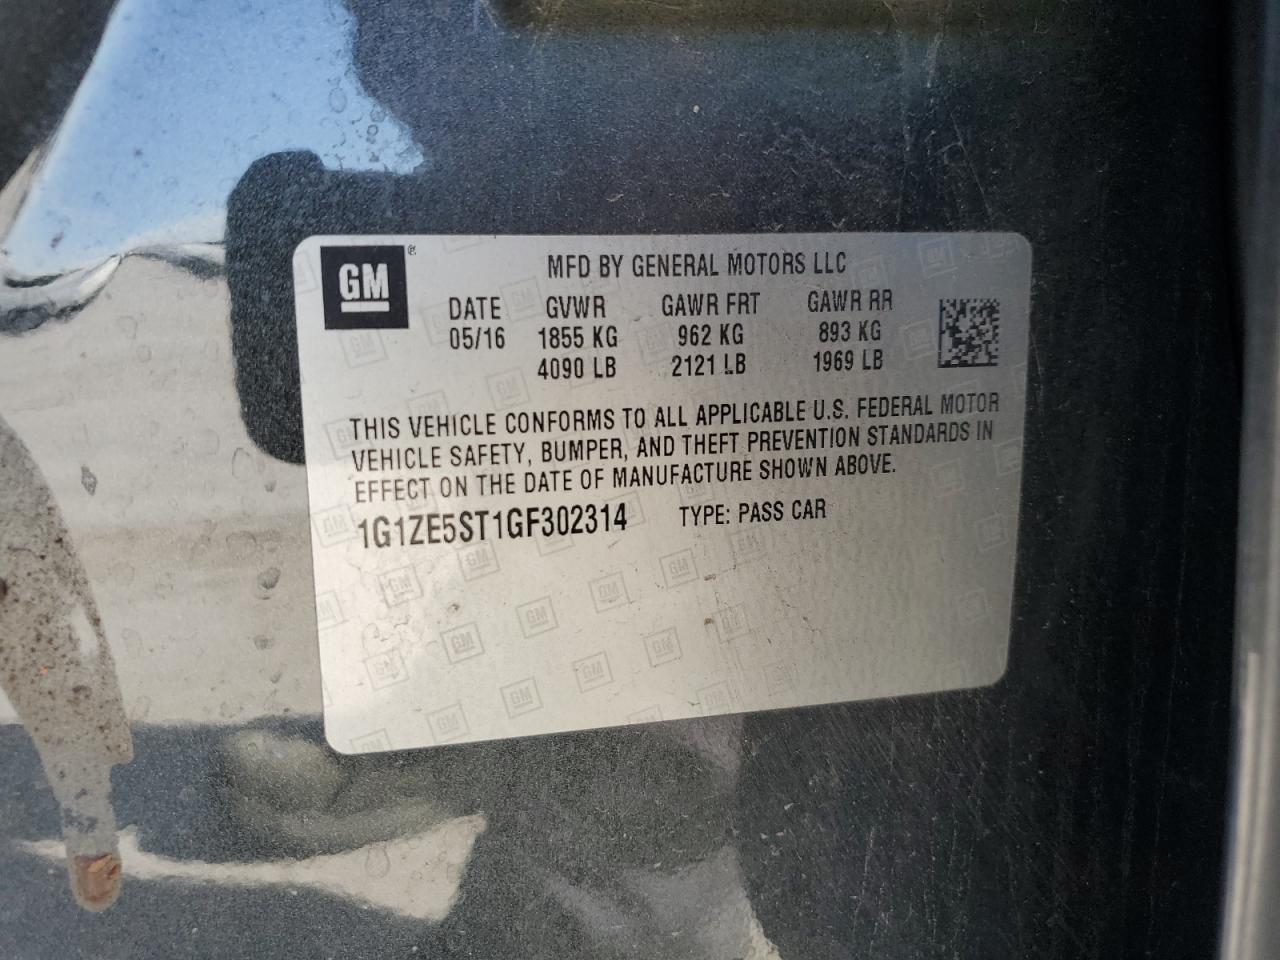 GM ®
MFD BY GENERAL MOTORS LLC
DATE GVWR GAWR FRT GAWR RR
05/16 1855 KG 962 KG 893 KG
4090 LB 2121 LB 1969 LB
THIS VEHICLE CONFORMS TO ALL APPLICABLE U.S. FEDERAL MOTOR
VEHICLE SAFETY, BUMPER, AND THEFT PREVENTION STANDARDS IN
EFFECT ON THE DATE OF MANUFACTURE SHOWN ABOVE.
1G1ZE5ST1GF302314 TYPE: PASS CAR